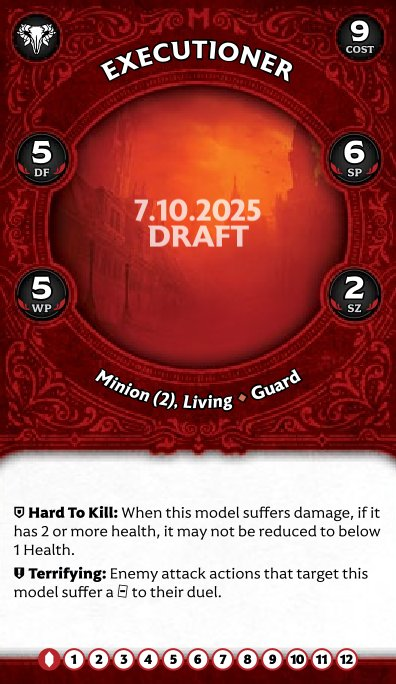 9
COST
EXECUTIONER
5
DF
6
SP
7.10.2025
DRAFT
5
WP
2
SZ
Minion (2), Living ♦ Guard
Hard To Kill: When this model suffers damage, if it
has 2 or more health, it may not be reduced to below
1 Health.
Terrifying: Enemy attack actions that target this
model suffer a - to their duel.
1 2 3 4 5 6 7 8 9 10 11 12